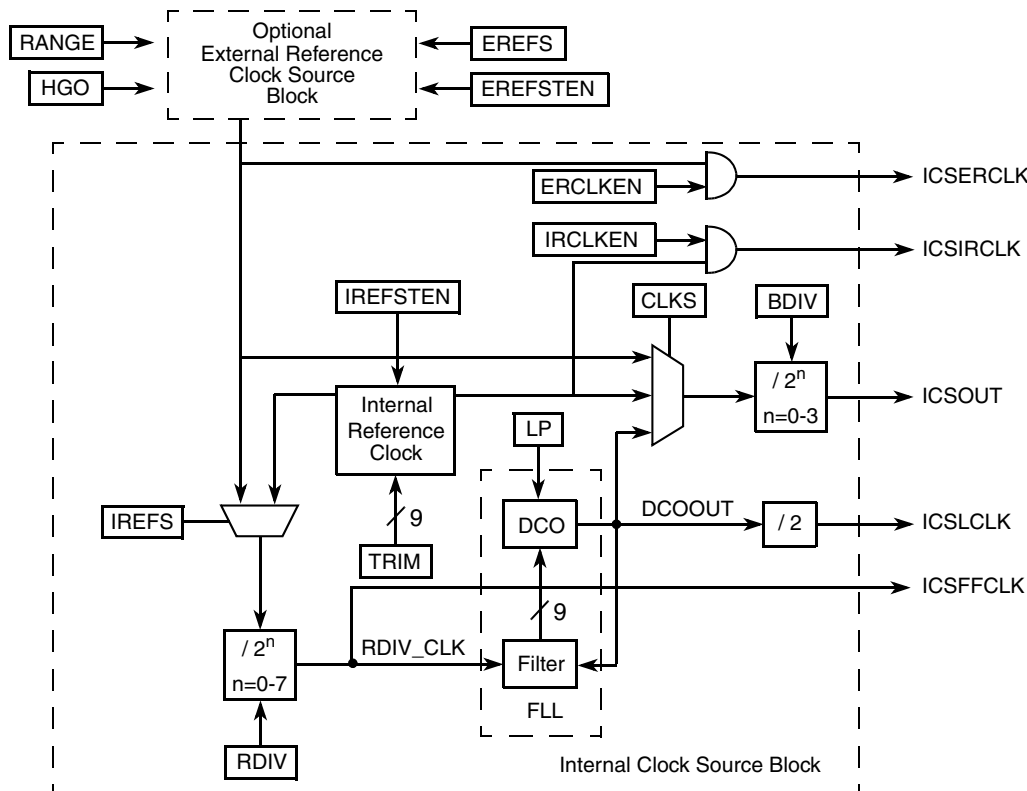 Optional
External Reference
Clock Source
Block
RANGE
HGO
EREFS
EREFSTEN
ERCLKEN
ICSERCLK
IRCLKEN
ICSIRCLK
IREFSTEN
CLKS
BDIV
Internal
Reference
Clock
/ 2^n
n=0-3
ICSOUT
LP
IREFS
9
TRIM
DCO
DCOOUT
/ 2
ICSLCLK
ICSFFCLK
9
/ 2^n
n=0-7
RDIV_CLK
Filter
FLL
RDIV
Internal Clock Source Block